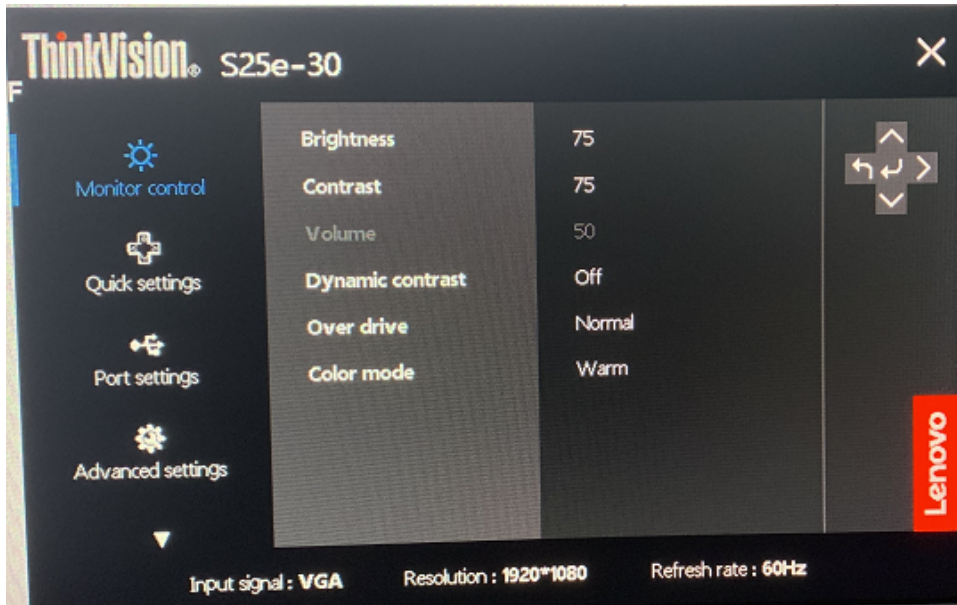 ThinkVision® S25e-30
F
Monitor control
Quick settings
Port settings
Advanced settings
Brightness 75
Contrast 75
Volume 50
Dynamic contrast Off
Over drive Normal
Color mode Warm
Lenovo
Input signal : VGA Resolution : 1920*1080 Refresh rate : 60Hz